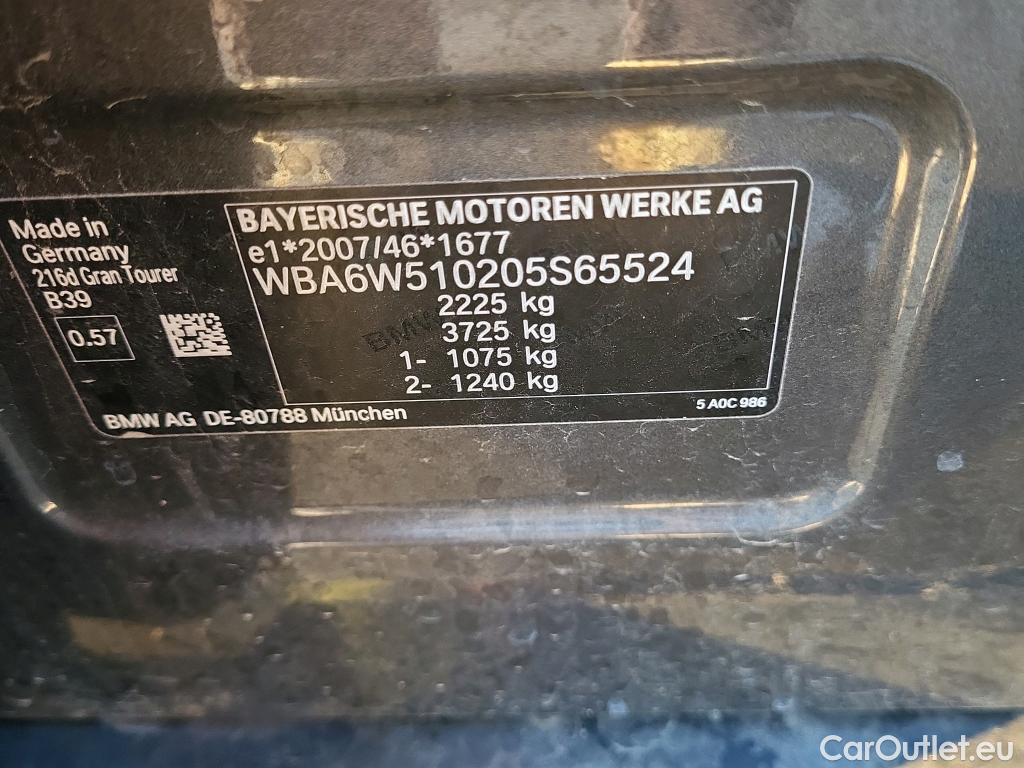 Made in
Germany
216d Gran Tourer
B39
0.57
BAYERISCHE MOTOREN WERKE AG
e1*2007/46*1677
WBA6W510205S65524
2225 kg
3725 kg
1- 1075 kg
2- 1240 kg
BMW AG DE-80788 München
5 A0C 986
CarOutlet.eu